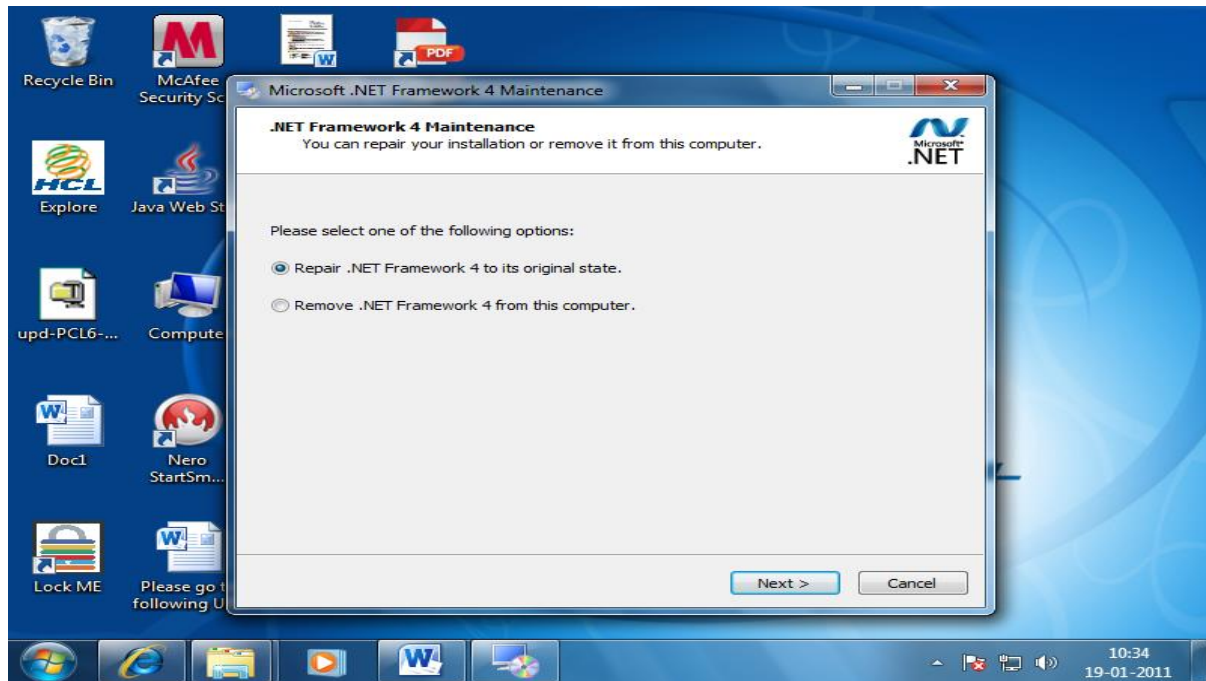 Recycle Bin
McAfee
Security Sc
W
PDF
HCL
Explore
Java Web St
upd-PCL6-...
Compute
W
Doc1
Nero
StartSm...
Lock ME
W
Please go t
following U
Microsoft .NET Framework 4 Maintenance
.NET Framework 4 Maintenance
You can repair your installation or remove it from this computer.
Microsoft
.NET
Please select one of the following options:
Repair .NET Framework 4 to its original state.
Remove .NET Framework 4 from this computer.
Next >
Cancel
W
10:34
19-01-2011